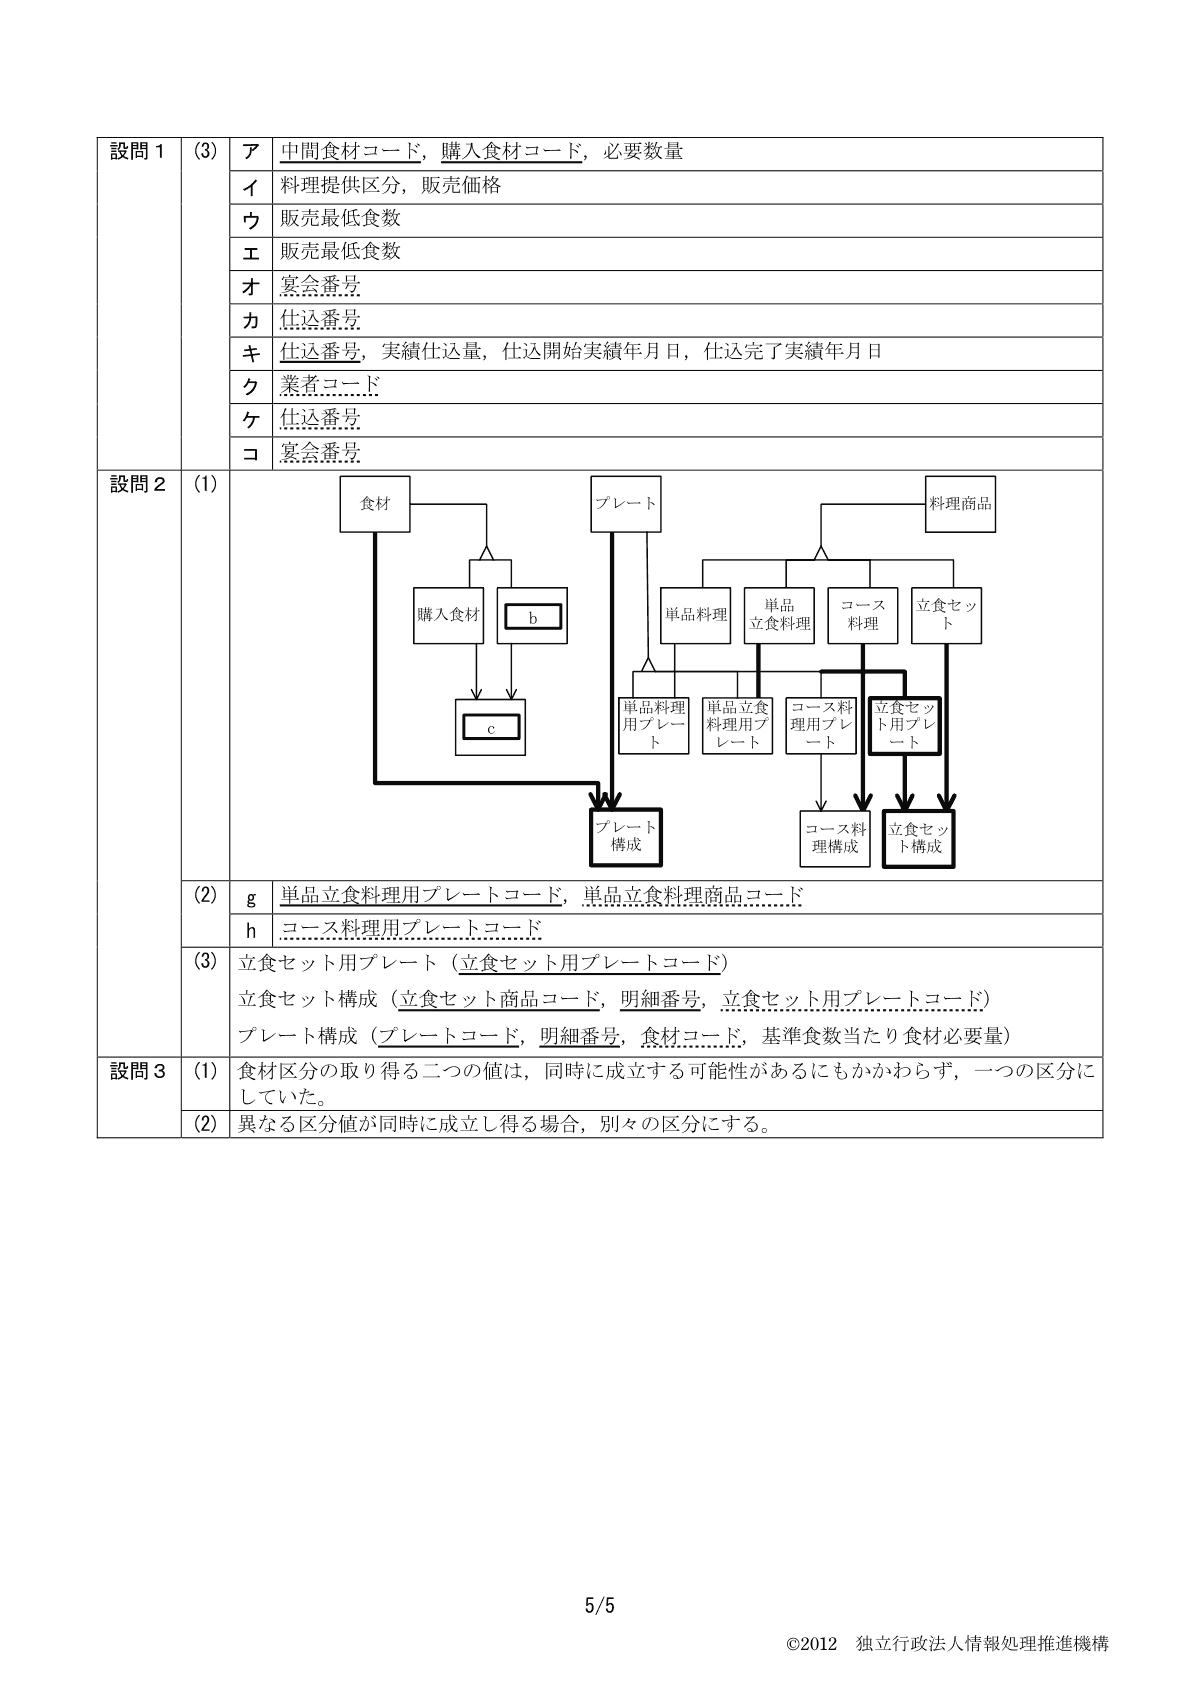 設問1 (3) ア 中間食材コード，購入食材コード，必要数量
イ 料理提供区分，販売価格
ウ 販売最低食数
エ 販売最低食数
オ 宴会番号
カ 仕込番号
キ 仕込番号，実績仕込量，仕込開始実績年月日，仕込完了実績年月日
ク 業者コード
ケ 仕込番号
コ 宴会番号
設問2 (1)
食材 プレート 料理商品
購入食材 b
単品料理
単品
立食料理
コース
料理
立食セッ
ト
c
単品料理
用プレー
ト
単品立食
料理用プ
レート
コース料
理用プレ
ート
立食セッ
ト用プレ
ート
プレート
構成
コース料
理構成
立食セッ
ト構成
(2) g 単品立食料理用プレートコード，単品立食料理商品コード
h コース料理用プレートコード
(3) 立食セット用プレート（立食セット用プレートコード）
立食セット構成（立食セット商品コード，明細番号，立食セット用プレートコード）
プレート構成（プレートコード，明細番号，食材コード，基準食数当たり食材必要量）
設問3 (1) 食材区分の取り得る二つの値は，同時に成立する可能性があるにもかかわらず，一つの区分に
していた。
(2) 異なる区分値が同時に成立し得る場合，別々の区分にする。
5/5
©2012 独立行政法人情報処理推進機構